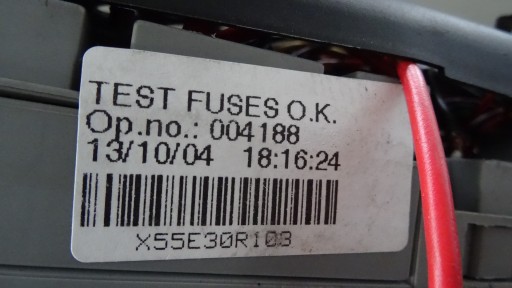 TEST FUSES O.K.
Op.no.: 004188
13/10/04 18:16:24
X55E30R103